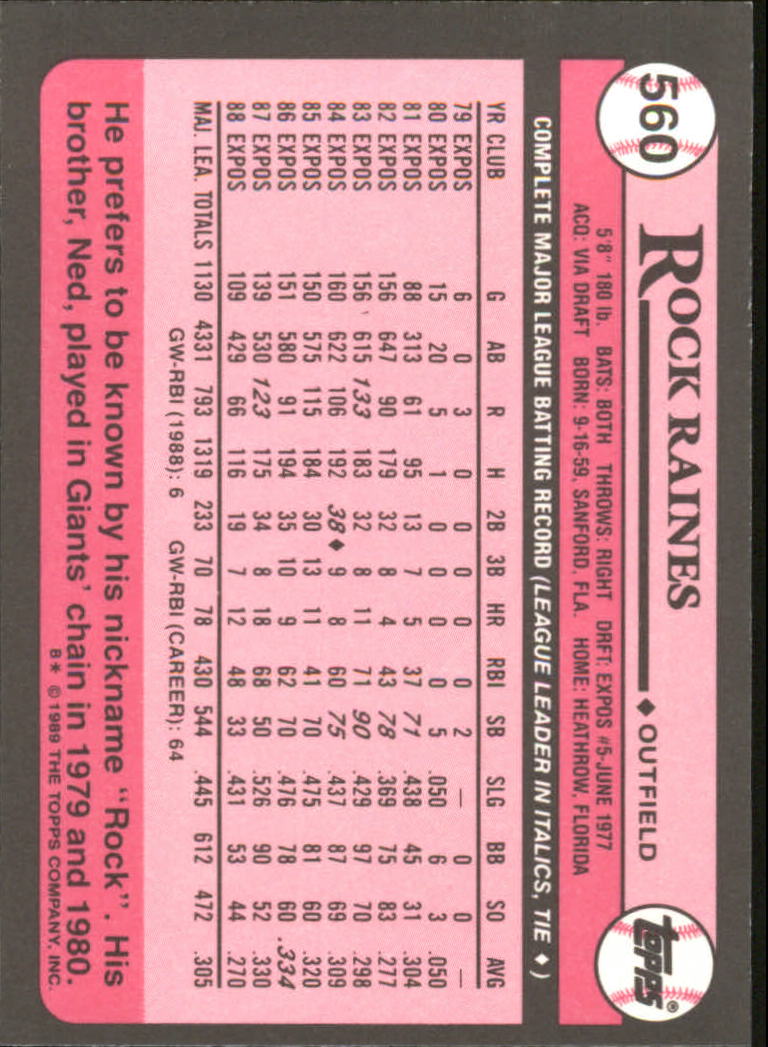 560
ROCK RAINES ◆ OUTFIELD
topps®
5'8" 180 lb. BATS: BOTH THROWS: RIGHT DRFT: EXPOS #5-JUNE 1977
ACQ: VIA DRAFT BORN: 9-16-59, SANFORD, FLA. HOME: HEATHROW, FLORIDA
COMPLETE MAJOR LEAGUE BATTING RECORD (LEAGUE LEADER IN ITALICS, TIE ◆)
YR CLUB G AB R H 2B 3B HR RBI SB SLG BB SO AVG
79 EXPOS 6 0 3 0 0 0 0 0 2 — 0 0 —
80 EXPOS 15 20 5 1 0 0 0 0 5 .050 6 3 .050
81 EXPOS 88 313 61 95 13 7 5 37 71 .438 45 31 .304
82 EXPOS 156 647 90 179 32 8 4 43 78 .369 75 83 .277
83 EXPOS 156 615 133 183 32 8 11 71 90 .429 97 70 .298
84 EXPOS 160 622 106 192 38◆ 9 8 60 75 .437 87 69 .309
85 EXPOS 150 575 115 184 30 13 11 41 70 .475 81 60 .320
86 EXPOS 151 580 91 194 35 10 9 62 70 .476 78 60 .334
87 EXPOS 139 530 123 175 34 8 18 68 50 .526 90 52 .330
88 EXPOS 109 429 66 116 19 7 12 48 33 .431 53 44 .270
MAJ. LEA. TOTALS 1130 4331 793 1319 233 70 78 430 544 .445 612 472 .305
GW-RBI (1988): 6 GW-RBI (CAREER): 64
He prefers to be known by his nickname "Rock". His
brother, Ned, played in Giants' chain in 1979 and 1980.
8* © 1989 THE TOPPS COMPANY, INC.